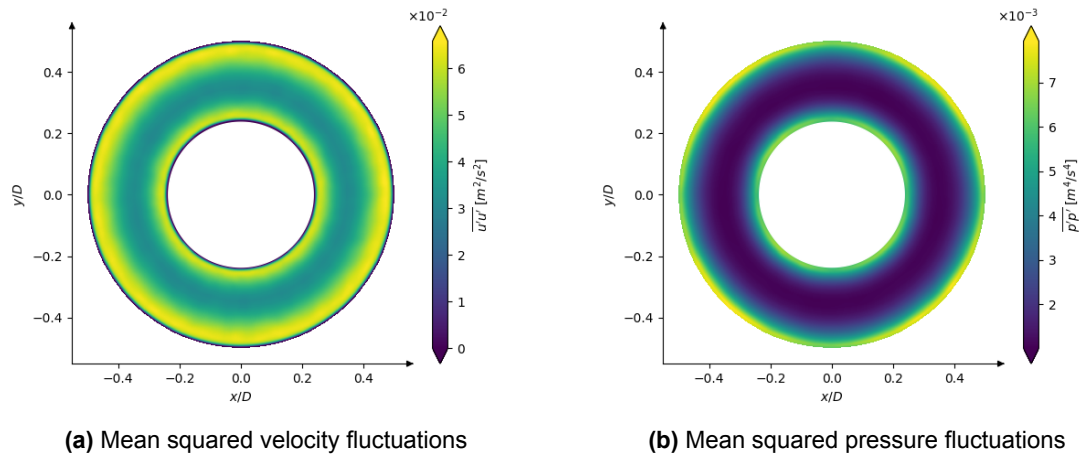 ×10⁻²
0.4
0.2
0.0
−0.2
−0.4
y/D
−0.4 −0.2 0.0 0.2 0.4
x/D
6
5
4
3
2
1
0
u′u′ [m²/s²]
(a) Mean squared velocity fluctuations
×10⁻³
0.4
0.2
0.0
−0.2
−0.4
y/D
−0.4 −0.2 0.0 0.2 0.4
x/D
7
6
5
4
3
2
p′p′ [m⁴/s⁴]
(b) Mean squared pressure fluctuations